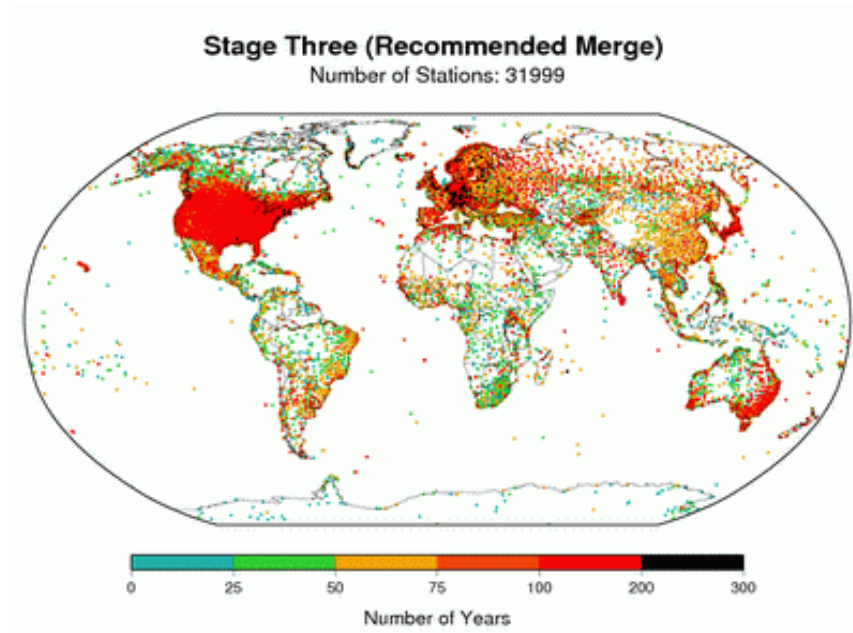 Stage Three (Recommended Merge)
Number of Stations: 31999
0 25 50 75 100 200 300
Number of Years